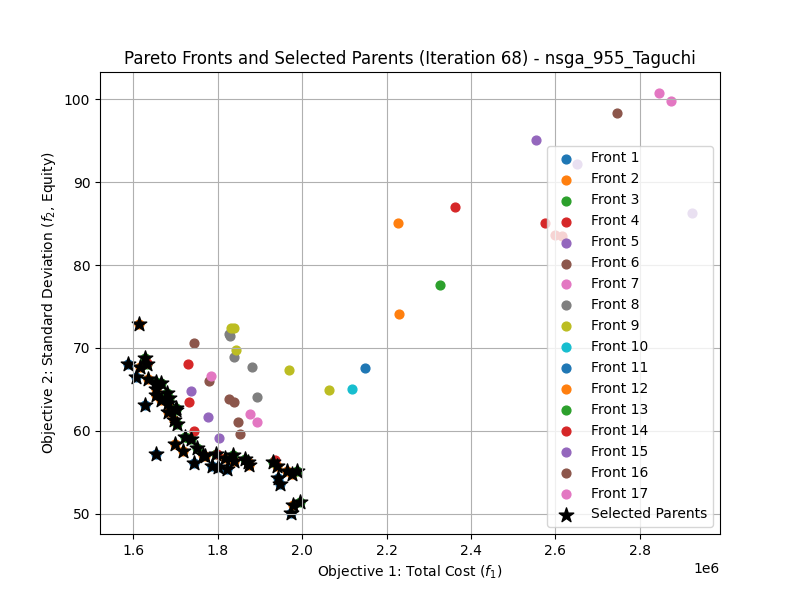 Pareto Fronts and Selected Parents (Iteration 68) - nsga_955_Taguchi
Objective 2: Standard Deviation (f₂, Equity)
100
90
80
70
60
50
1.6
1.8
2.0
2.2
2.4
2.6
2.8
1e6
Objective 1: Total Cost (f₁)
Front 1
Front 2
Front 3
Front 4
Front 5
Front 6
Front 7
Front 8
Front 9
Front 10
Front 11
Front 12
Front 13
Front 14
Front 15
Front 16
Front 17
Selected Parents